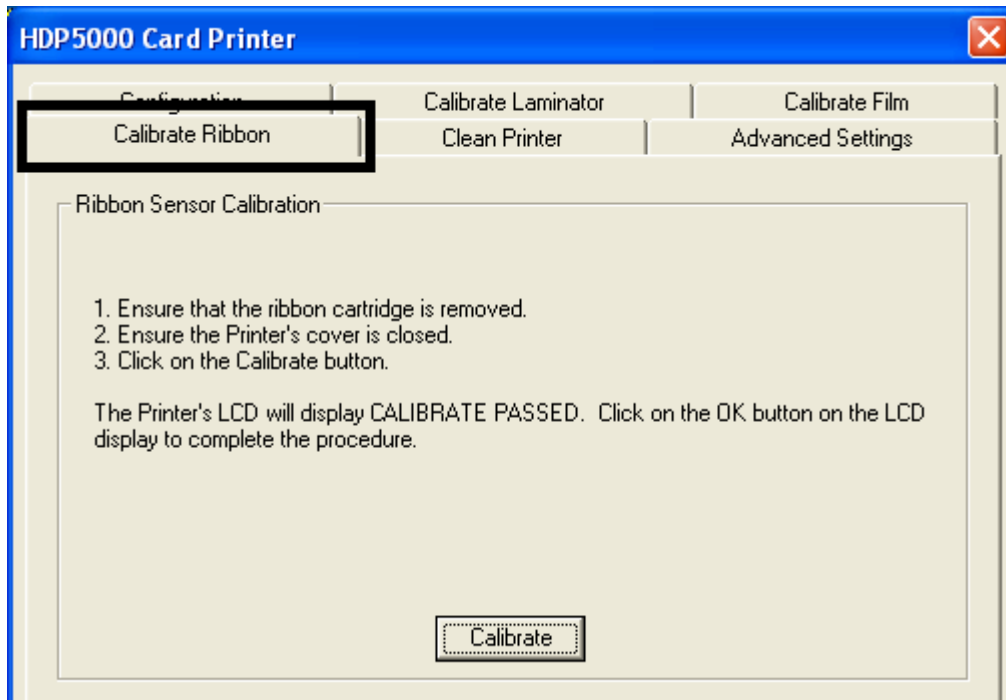 HDP5000 Card Printer
Configuration Calibrate Laminator Calibrate Film
Calibrate Ribbon Clean Printer Advanced Settings
Ribbon Sensor Calibration
1. Ensure that the ribbon cartridge is removed.
2. Ensure the Printer's cover is closed.
3. Click on the Calibrate button.
The Printer's LCD will display CALIBRATE PASSED. Click on the OK button on the LCD
display to complete the procedure.
Calibrate